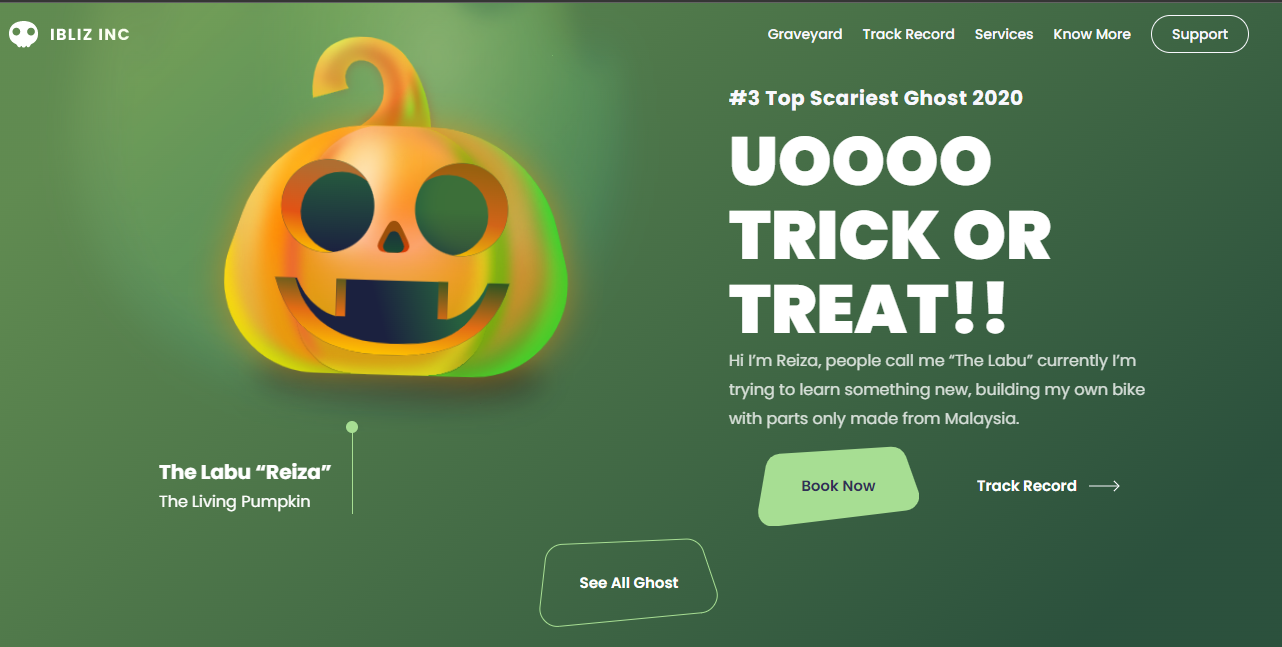 IBLIZ INC
Graveyard Track Record Services Know More Support
#3 Top Scariest Ghost 2020
UOOOO
TRICK OR
TREAT!!
Hi I’m Reiza, people call me “The Labu” currently I’m
trying to learn something new, building my own bike
with parts only made from Malaysia.
Book Now
Track Record
The Labu “Reiza”
The Living Pumpkin
See All Ghost